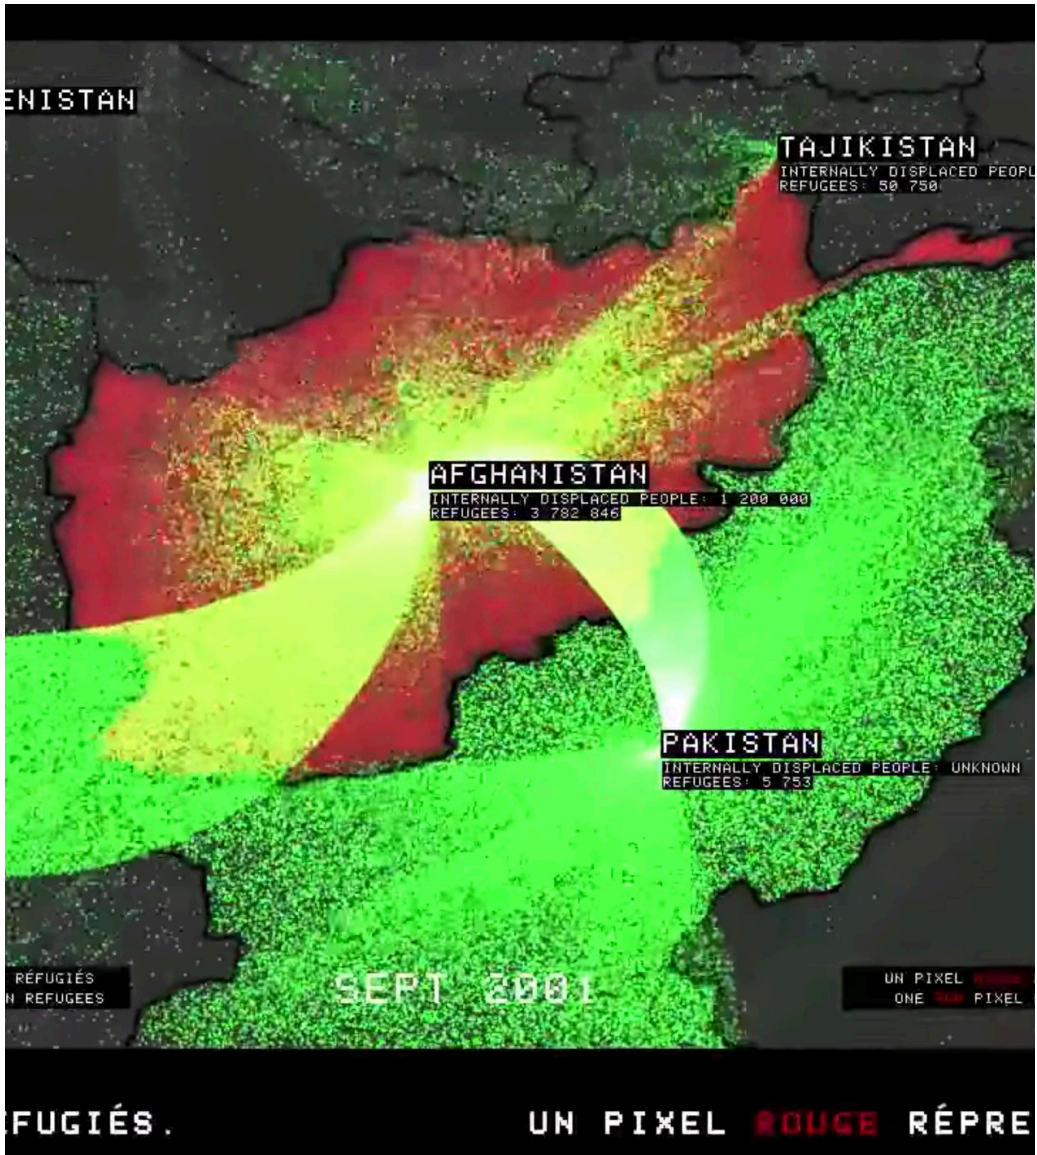 ENISTAN
TAJIKISTAN
INTERNALLY DISPLACED PEOPL
REFUGEES: 50 750
AFGHANISTAN
INTERNALLY DISPLACED PEOPLE: 1 200 000
REFUGEES: 3 782 846
PAKISTAN
INTERNALLY DISPLACED PEOPLE: UNKNOWN
REFUGEES: 5 753
SEPT 2001
RÉFUGIÉS
N REFUGEES
UN PIXEL ROUGE
ONE RED PIXEL
FUGIÉS.
UN PIXEL ROUGE RÉPRE